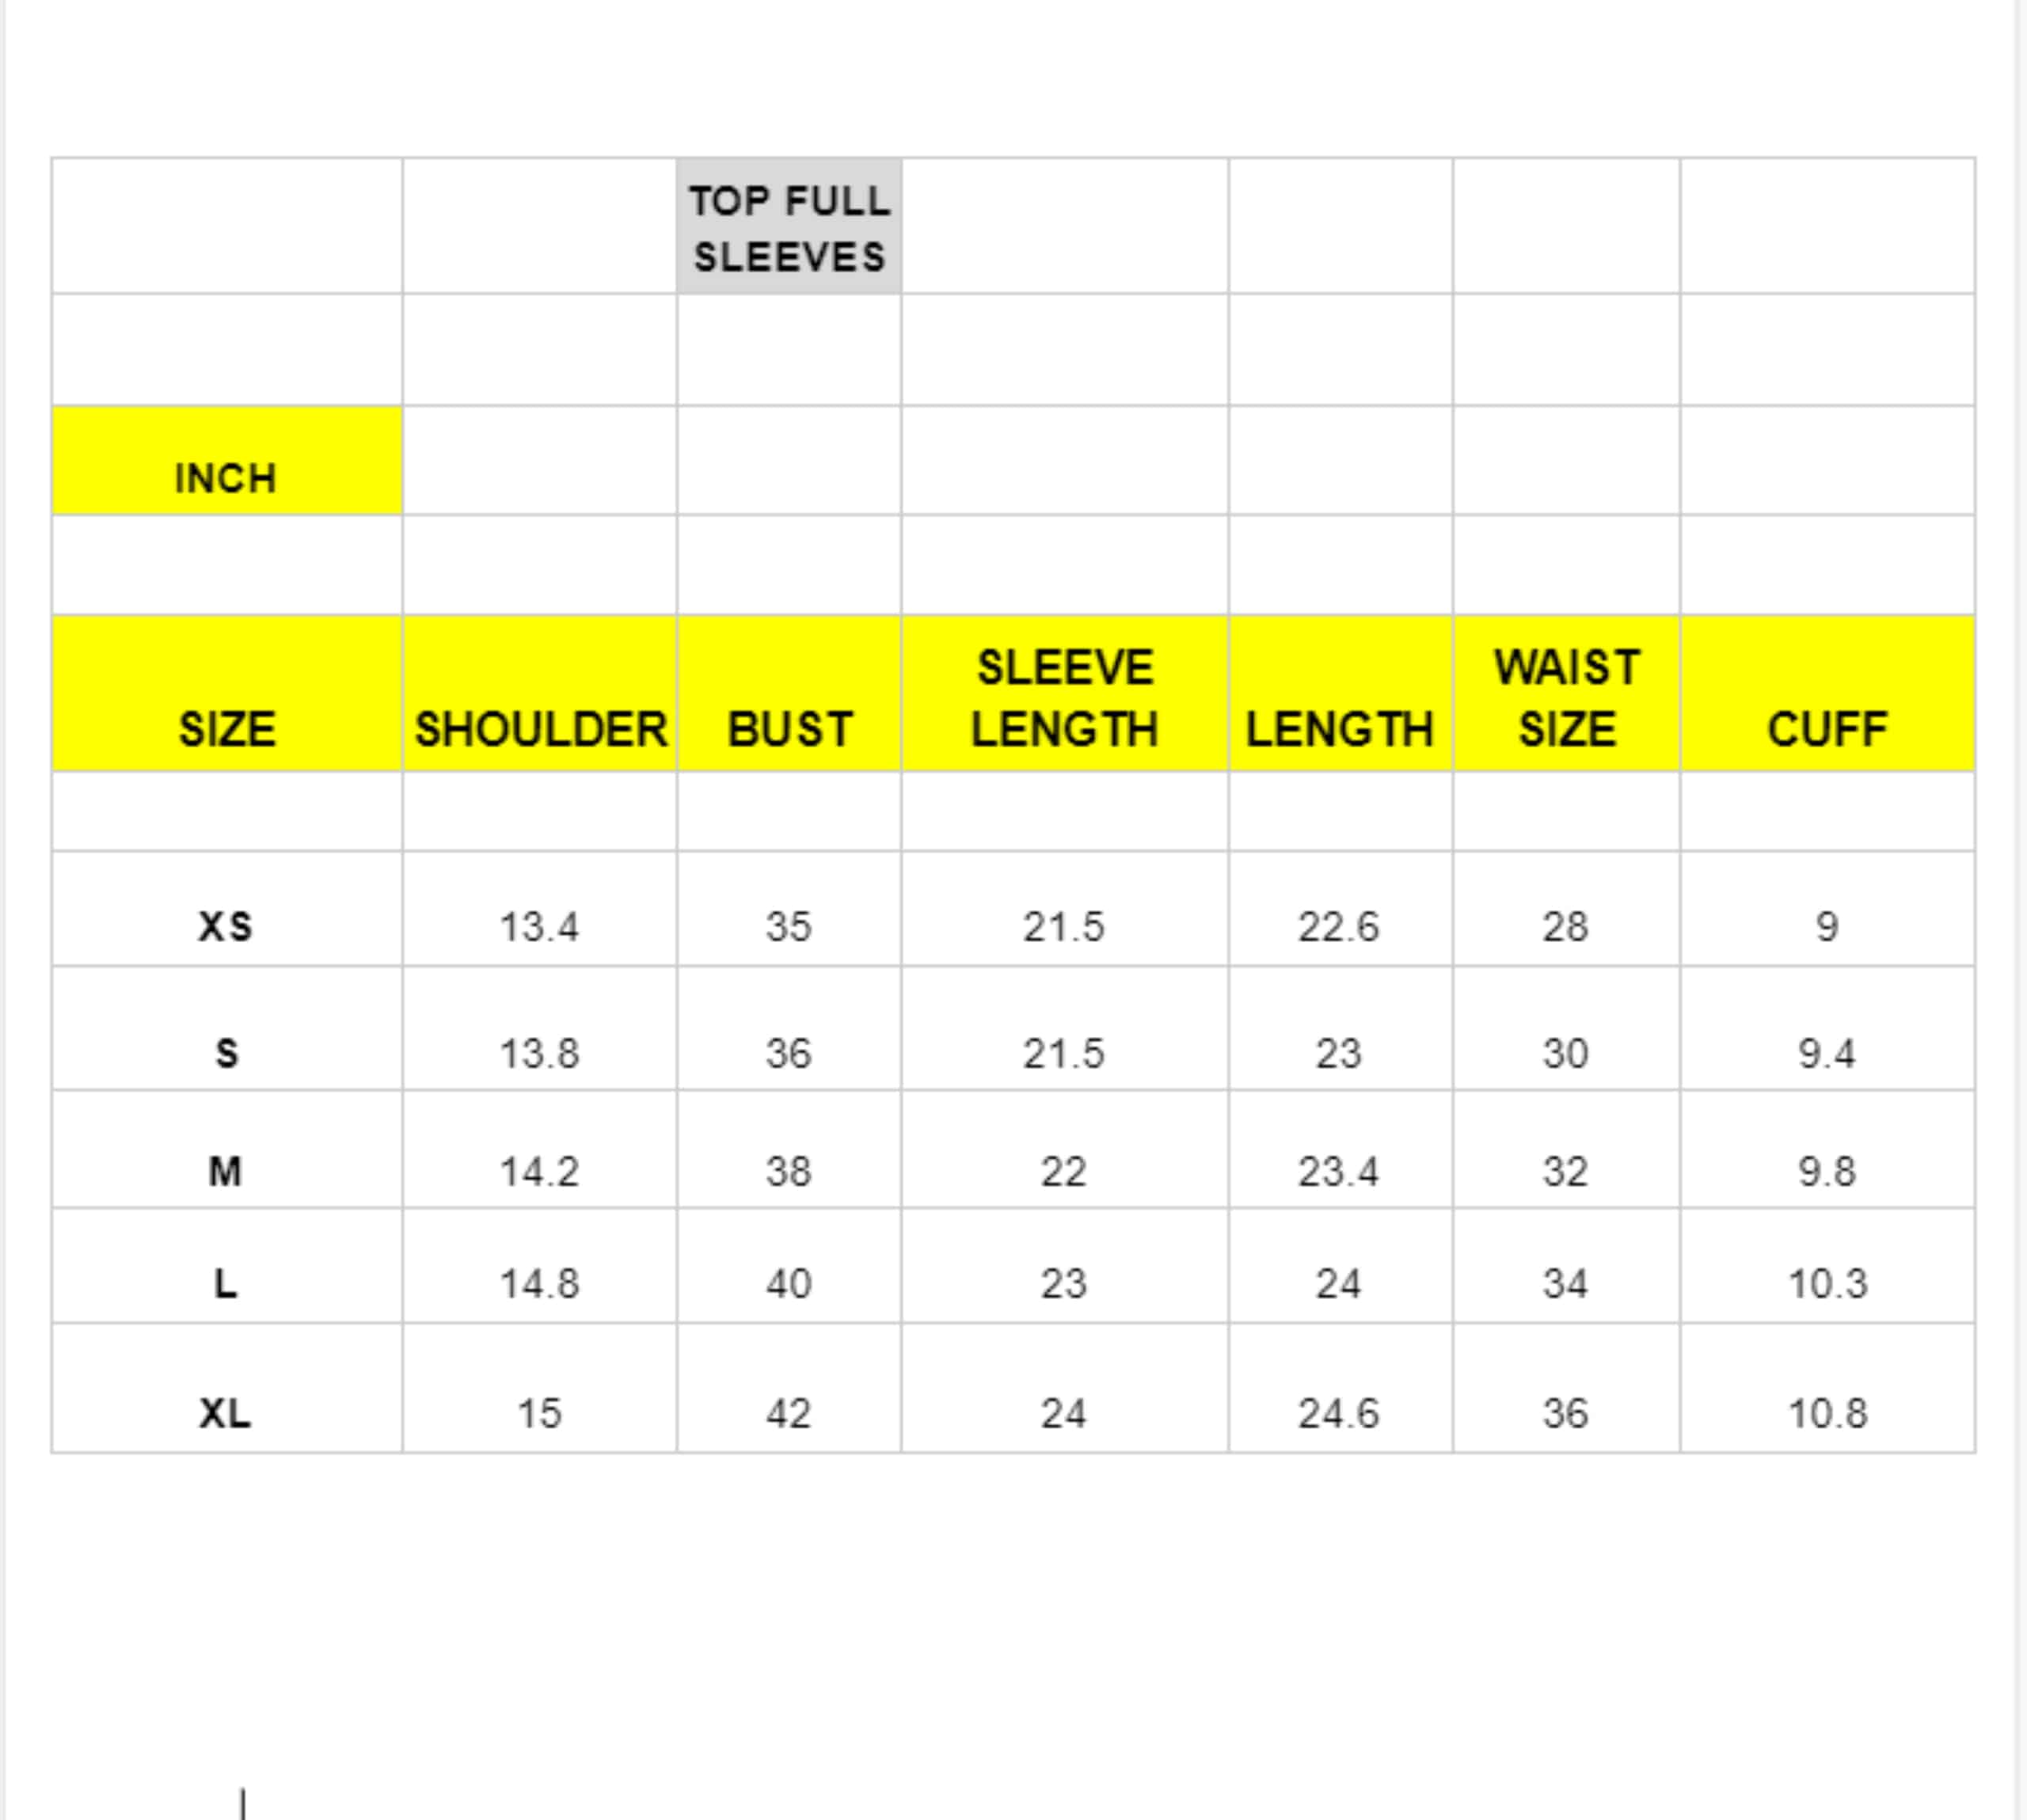 TOP FULL
SLEEVES
INCH
SIZE SHOULDER BUST SLEEVE LENGTH LENGTH WAIST SIZE CUFF
XS 13.4 35 21.5 22.6 28 9
S 13.8 36 21.5 23 30 9.4
M 14.2 38 22 23.4 32 9.8
L 14.8 40 23 24 34 10.3
XL 15 42 24 24.6 36 10.8